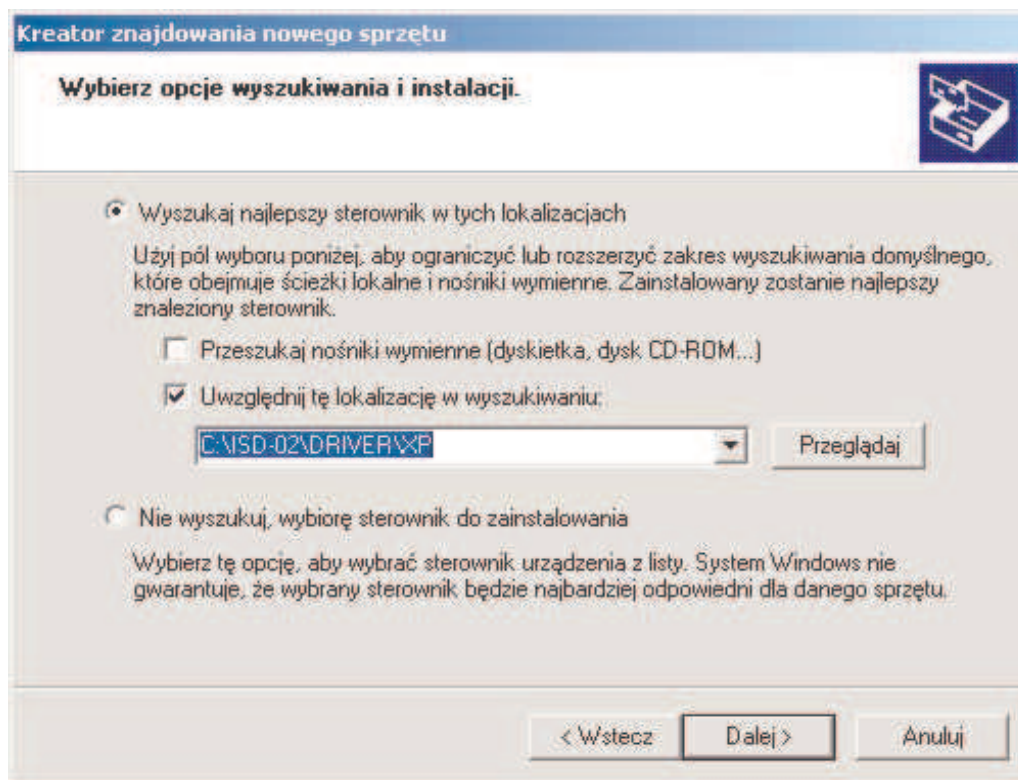 Kreator znajdowania nowego sprzętu
Wybierz opcje wyszukiwania i instalacji.
Wyszukaj najlepszy sterownik w tych lokalizacjach
Użyj pól wyboru poniżej, aby ograniczyć lub rozszerzyć zakres wyszukiwania domyślnego,
które obejmuje ścieżki lokalne i nośniki wymienne. Zainstalowany zostanie najlepszy
znaleziony sterownik.
Przeszukaj nośniki wymienne (dyskietka, dysk CD-ROM...)
Uwzględnij tę lokalizację w wyszukiwaniu:
C:\ISD-02\DRIVER\XP
Przeglądaj
Nie wyszukuj, wybiorę sterownik do zainstalowania
Wybierz tę opcję, aby wybrać sterownik urządzenia z listy. System Windows nie
gwarantuje, że wybrany sterownik będzie najbardziej odpowiedni dla danego sprzętu.
< Wstecz
Dalej >
Anuluj